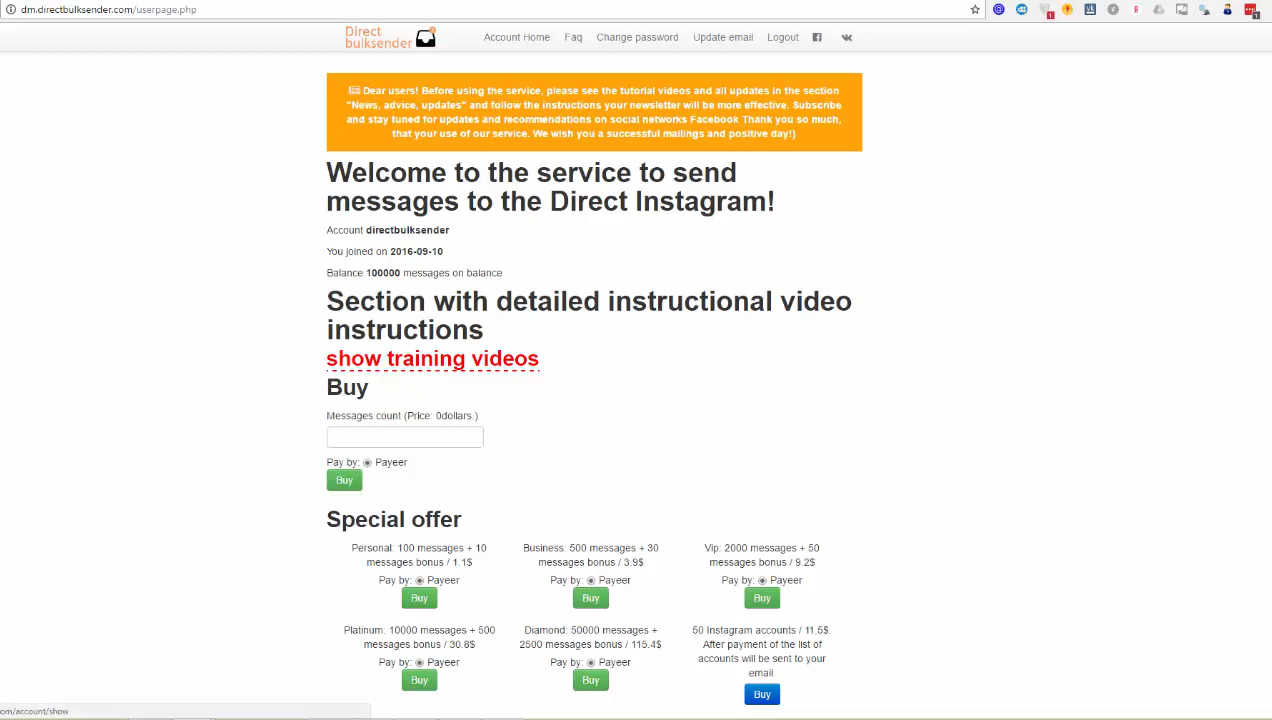 dm.directbulksender.com/userpage.php
1
1
Direct
bulksender
Account Home Faq Change password Update email Logout
Dear users! Before using the service, please see the tutorial videos and all updates in the section
"News, advice, updates" and follow the instructions your newsletter will be more effective. Subscribe
and stay tuned for updates and recommendations on social networks Facebook Thank you so much,
that your use of our service. We wish you a successful mailings and positive day!)
Welcome to the service to send
messages to the Direct Instagram!
Account directbulksender
You joined on 2016-09-10
Balance 100000 messages on balance
Section with detailed instructional video
instructions
show training videos
Buy
Messages count (Price: 0dollars.)
Pay by: Payeer
Buy
Special offer
Personal: 100 messages + 10
messages bonus / 1.1$
Pay by: Payeer
Buy
Business: 500 messages + 30
messages bonus / 3.9$
Pay by: Payeer
Buy
Vip: 2000 messages + 50
messages bonus / 9.2$
Pay by: Payeer
Buy
Platinum: 10000 messages + 500
messages bonus / 30.8$
Pay by: Payeer
Buy
Diamond: 50000 messages +
2500 messages bonus / 115.4$
Pay by: Payeer
Buy
50 Instagram accounts / 11.5$.
After payment of the list of
accounts will be sent to your
email
Buy
om/account/show